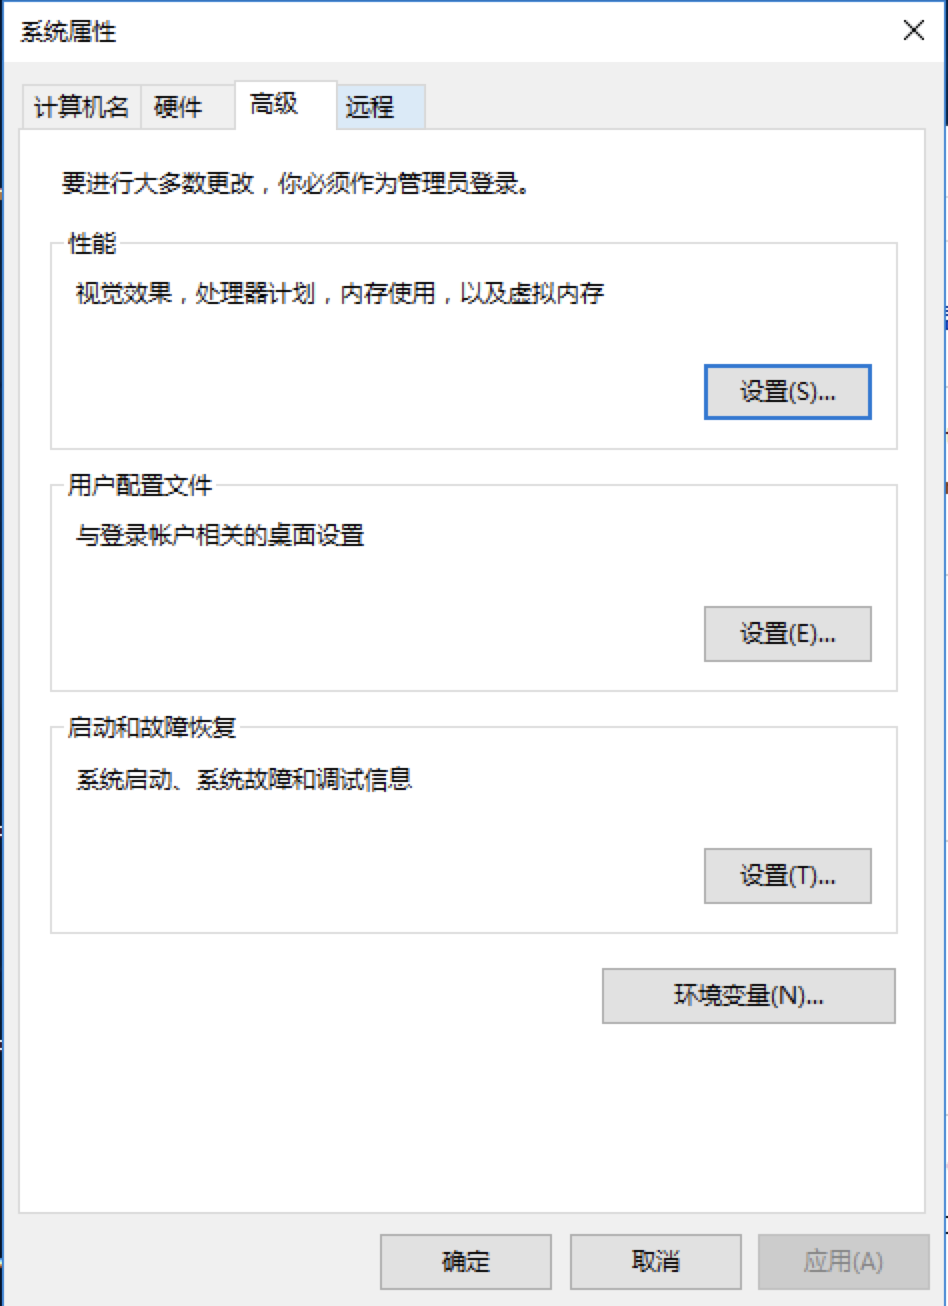 系统属性
计算机名 硬件 高级 远程
要进行大多数更改，你必须作为管理员登录。
性能
视觉效果，处理器计划，内存使用，以及虚拟内存
设置(S)...
用户配置文件
与登录帐户相关的桌面设置
设置(E)...
启动和故障恢复
系统启动、系统故障和调试信息
设置(T)...
环境变量(N)...
确定 取消 应用(A)